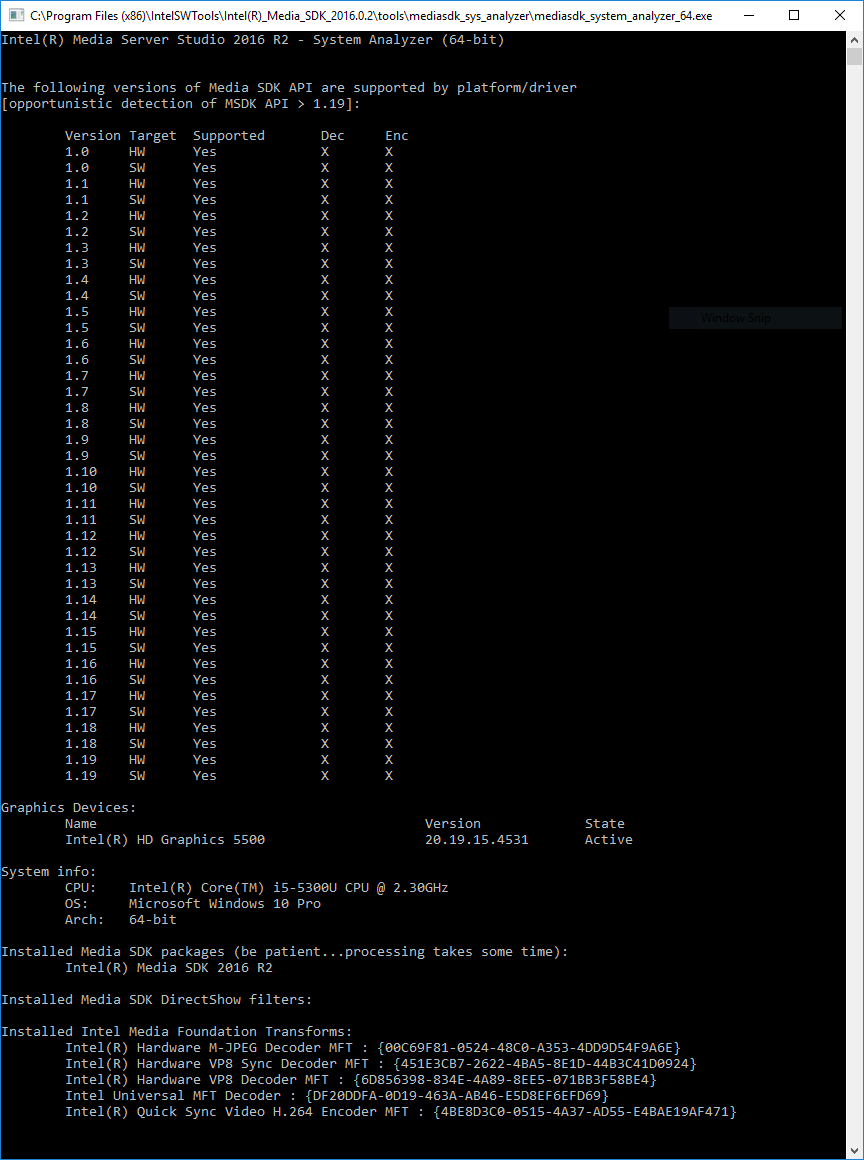 C:\Program Files (x86)\IntelSWTools\Intel(R)_Media_SDK_2016.0.2\tools\mediasdk_sys_analyzer\mediasdk_system_analyzer_64.exe
Intel(R) Media Server Studio 2016 R2 - System Analyzer (64-bit)
The following versions of Media SDK API are supported by platform/driver
[opportunistic detection of MSDK API > 1.19]:
Version Target Supported Dec Enc
1.0 HW Yes X X
1.0 SW Yes X X
1.1 HW Yes X X
1.1 SW Yes X X
1.2 HW Yes X X
1.2 SW Yes X X
1.3 HW Yes X X
1.3 SW Yes X X
1.4 HW Yes X X
1.4 SW Yes X X
1.5 HW Yes X X
Window Snip
1.5 SW Yes X X
1.6 HW Yes X X
1.6 SW Yes X X
1.7 HW Yes X X
1.7 SW Yes X X
1.8 HW Yes X X
1.8 SW Yes X X
1.9 HW Yes X X
1.9 SW Yes X X
1.10 HW Yes X X
1.10 SW Yes X X
1.11 HW Yes X X
1.11 SW Yes X X
1.12 HW Yes X X
1.12 SW Yes X X
1.13 HW Yes X X
1.13 SW Yes X X
1.14 HW Yes X X
1.14 SW Yes X X
1.15 HW Yes X X
1.15 SW Yes X X
1.16 HW Yes X X
1.16 SW Yes X X
1.17 HW Yes X X
1.17 SW Yes X X
1.18 HW Yes X X
1.18 SW Yes X X
1.19 HW Yes X X
1.19 SW Yes X X
Graphics Devices:
Name Version State
Intel(R) HD Graphics 5500 20.19.15.4531 Active
System info:
CPU: Intel(R) Core(TM) i5-5300U CPU @ 2.30GHz
OS: Microsoft Windows 10 Pro
Arch: 64-bit
Installed Media SDK packages (be patient...processing takes some time):
Intel(R) Media SDK 2016 R2
Installed Media SDK DirectShow filters:
Installed Intel Media Foundation Transforms:
Intel(R) Hardware M-JPEG Decoder MFT : {00C69F81-0524-48C0-A353-4DD9D54F9A6E}
Intel(R) Hardware VP8 Sync Decoder MFT : {451E3CB7-2622-4BA5-8E1D-44B3C41D0924}
Intel(R) Hardware VP8 Decoder MFT : {6D856398-834E-4A89-8EE5-071BB3F58BE4}
Intel Universal MFT Decoder : {DF20DDFA-0D19-463A-AB46-E5D8EF6EFD69}
Intel(R) Quick Sync Video H.264 Encoder MFT : {4BE8D3C0-0515-4A37-AD55-E4BAE19AF471}